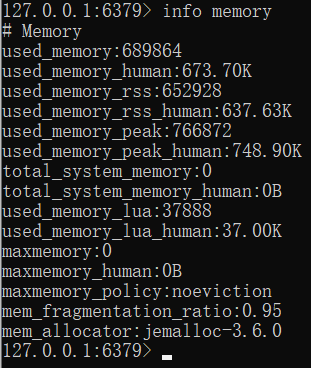 127.0.0.1:6379> info memory
# Memory
used_memory:689864
used_memory_human:673.70K
used_memory_rss:652928
used_memory_rss_human:637.63K
used_memory_peak:766872
used_memory_peak_human:748.90K
total_system_memory:0
total_system_memory_human:0B
used_memory_lua:37888
used_memory_lua_human:37.00K
maxmemory:0
maxmemory_human:0B
maxmemory_policy:noeviction
mem_fragmentation_ratio:0.95
mem_allocator:jemalloc-3.6.0
127.0.0.1:6379>